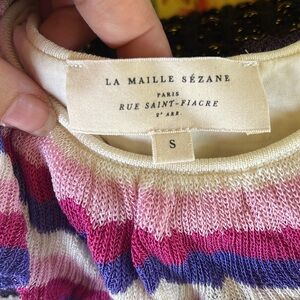 LA MAILLE SÉZANE
PARIS
RUE SAINT-FIACRE
2ᵉ ARR.
S